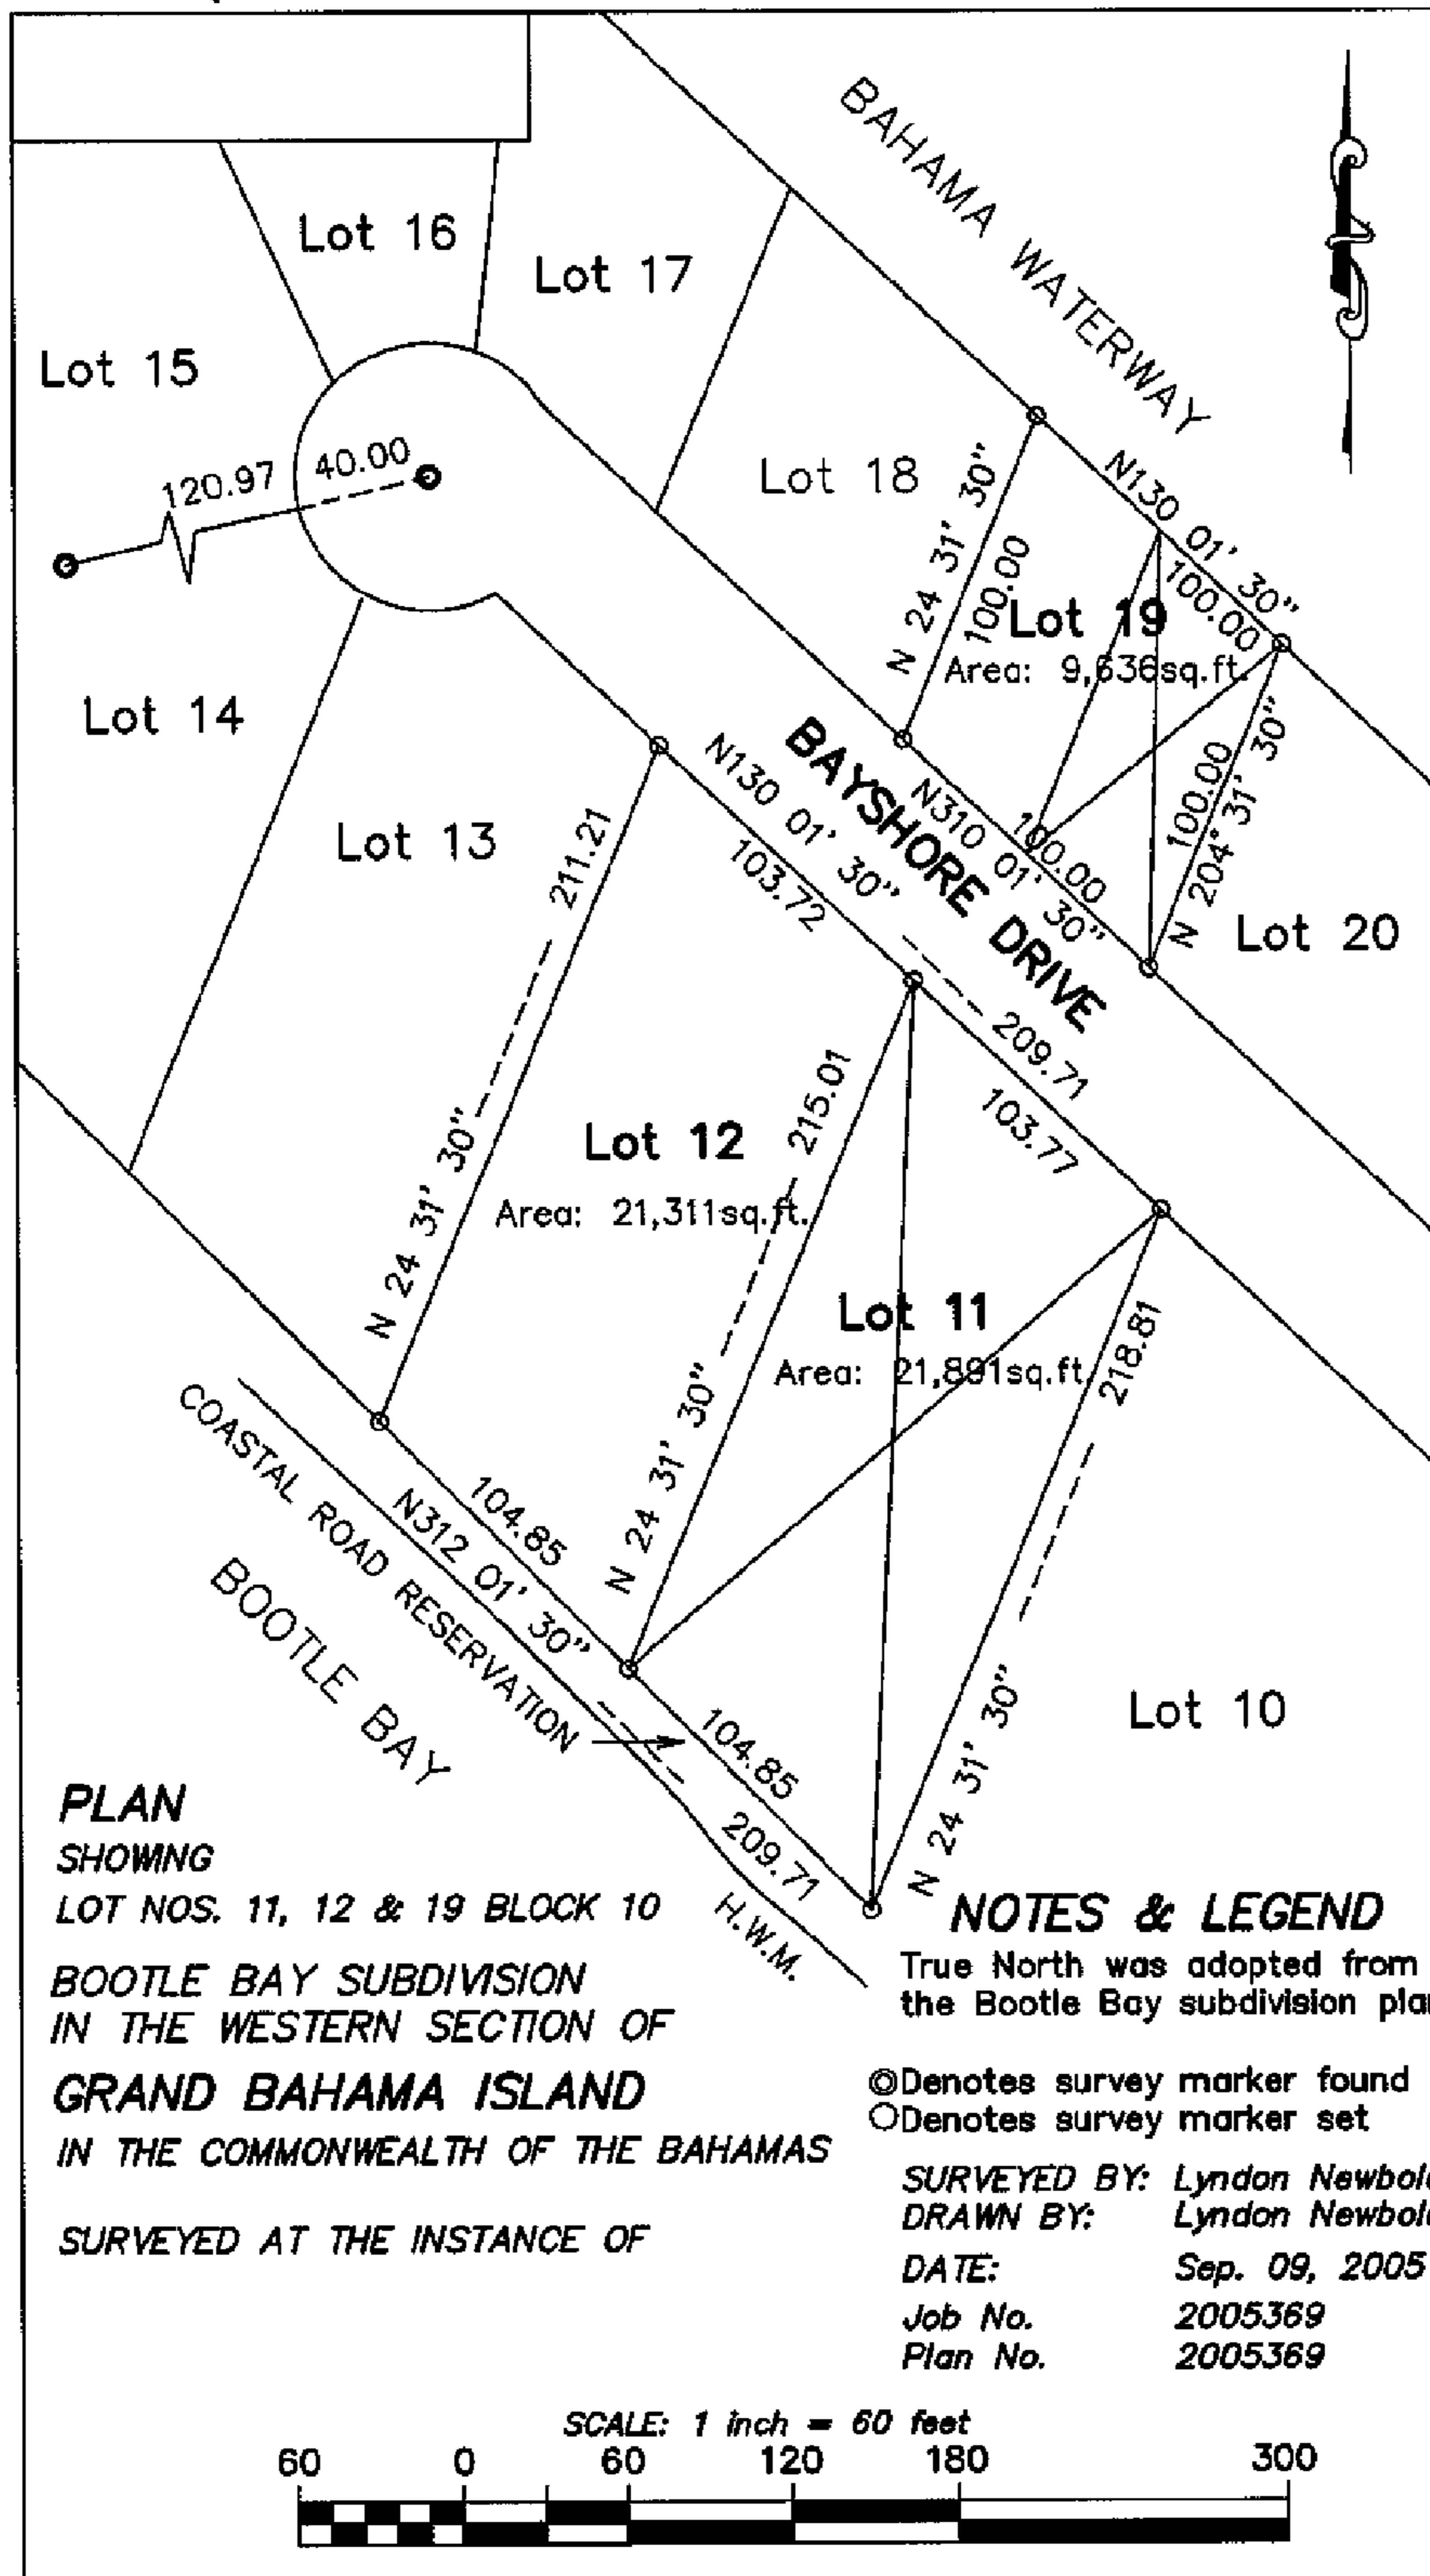 BAHAMA WATERWAY
Lot 16
Lot 17
Lot 15
120.97 40.00
Lot 18
N 24 31' 30"
100.00
N130 01' 30"
100.00
Lot 19
Area: 9,636sq.ft.
100.00
N 204° 31' 30"
N310 01' 30"
100.00
Lot 20
BAYSHORE DRIVE
Lot 14
Lot 13
N130 01' 30"
103.72
209.71
103.77
N 24 31' 30" 211.21
Lot 12
Area: 21,311sq.ft.
N 24 31' 30" 215.01
Lot 11
Area: 21,891sq.ft.
N 24 31' 30" 218.81
Lot 10
104.85
N312 01' 30"
COASTAL ROAD RESERVATION
104.85
209.71
BOOTLE BAY
H.W.M.
PLAN
SHOWING
LOT NOS. 11, 12 & 19 BLOCK 10
BOOTLE BAY SUBDIVISION
IN THE WESTERN SECTION OF
GRAND BAHAMA ISLAND
IN THE COMMONWEALTH OF THE BAHAMAS
SURVEYED AT THE INSTANCE OF
NOTES & LEGEND
True North was adopted from
the Bootle Bay subdivision plan
Denotes survey marker found
Denotes survey marker set
SURVEYED BY: Lyndon Newbold
DRAWN BY: Lyndon Newbold
DATE: Sep. 09, 2005
Job No. 2005369
Plan No. 2005369
SCALE: 1 inch = 60 feet
60 0 60 120 180 300